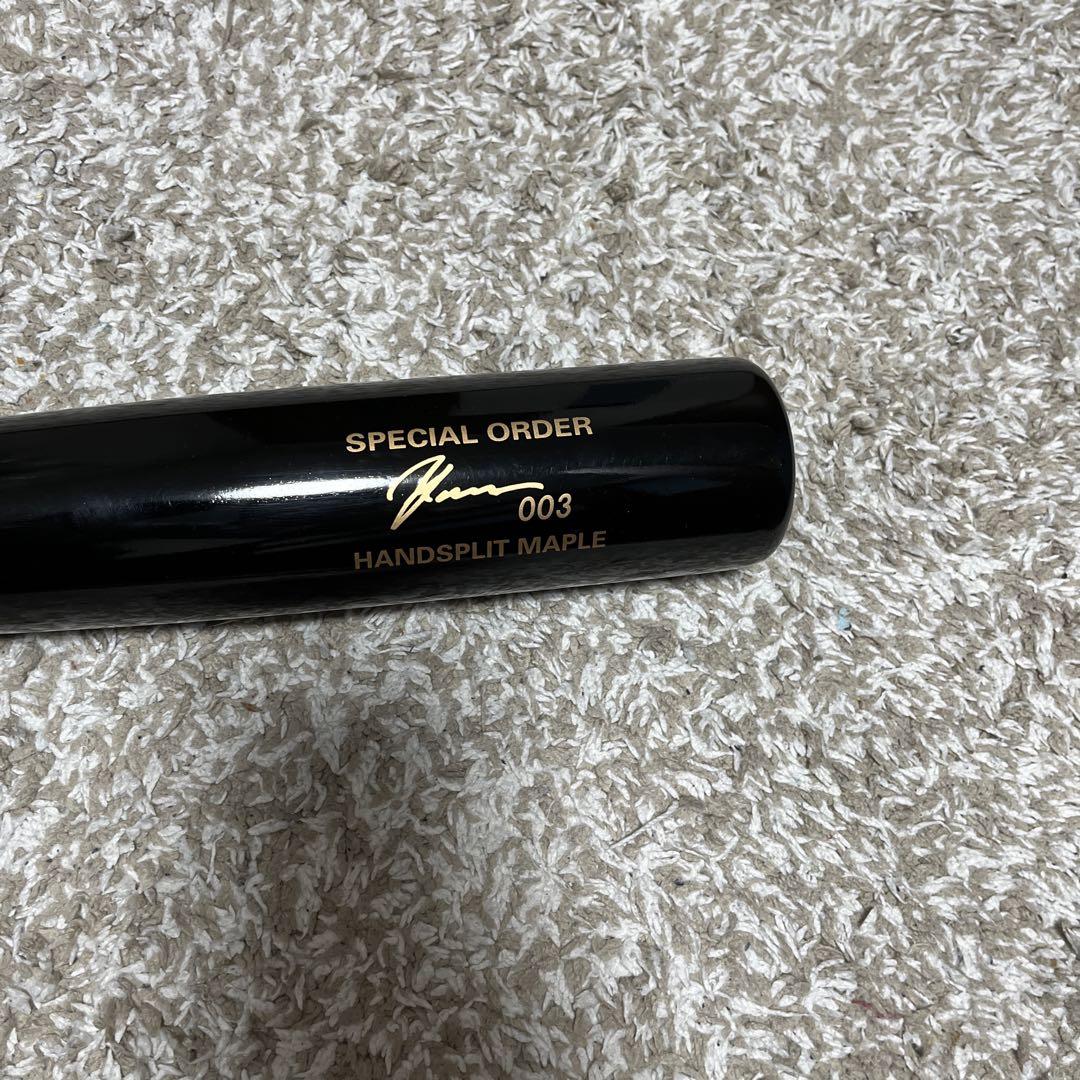 SPECIAL ORDER
003
HANDSPLIT MAPLE